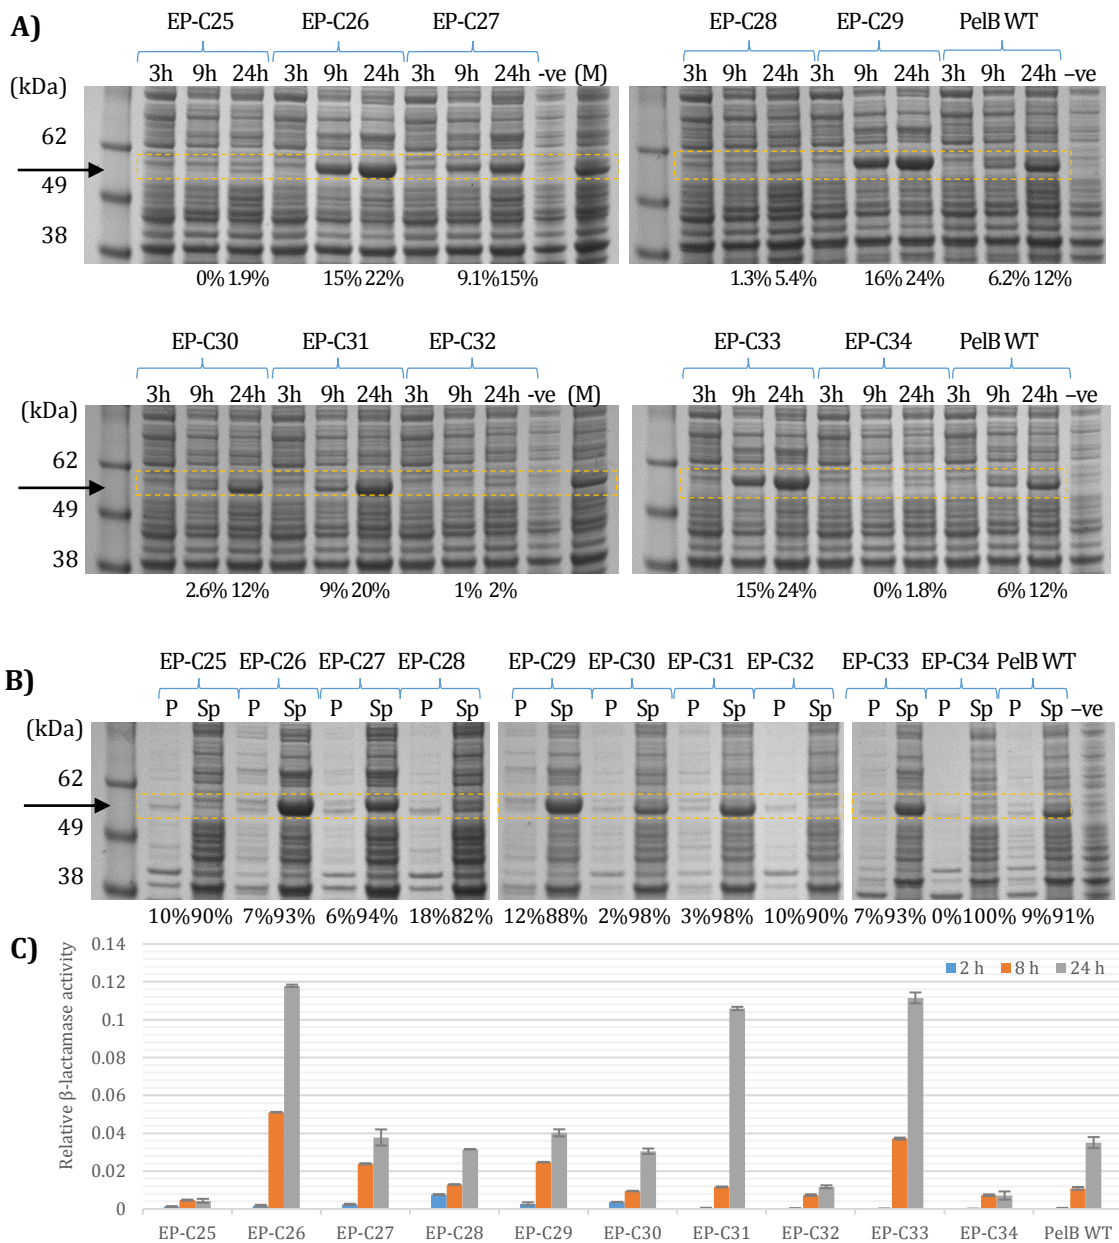 A)
EP-C25 EP-C26 EP-C27 EP-C28 EP-C29 PelB WT
3h 9h 24h 3h 9h 24h 3h 9h 24h -ve (M) 3h 9h 24h 3h 9h 24h 3h 9h 24h –ve
(kDa)
62
49
38
0% 1.9% 15% 22% 9.1% 15% 1.3% 5.4% 16% 24% 6.2% 12%
EP-C30 EP-C31 EP-C32 EP-C33 EP-C34 PelB WT
3h 9h 24h 3h 9h 24h 3h 9h 24h -ve (M) 3h 9h 24h 3h 9h 24h 3h 9h 24h –ve
(kDa)
62
49
38
2.6% 12% 9% 20% 1% 2% 15% 24% 0% 1.8% 6% 12%
B)
EP-C25 EP-C26 EP-C27 EP-C28 EP-C29 EP-C30 EP-C31 EP-C32 EP-C33 EP-C34 PelB WT
P Sp P Sp P Sp P Sp P Sp P Sp P Sp P Sp P Sp P Sp P Sp –ve
(kDa)
62
49
38
10% 90% 7% 93% 6% 94% 18% 82% 12% 88% 2% 98% 3% 98% 10% 90% 7% 93% 0% 100% 9% 91%
C)
Relative β-lactamase activity
0.14
0.12
0.1
0.08
0.06
0.04
0.02
0
2 h 8 h 24 h
EP-C25 EP-C26 EP-C27 EP-C28 EP-C29 EP-C30 EP-C31 EP-C32 EP-C33 EP-C34 PelB WT